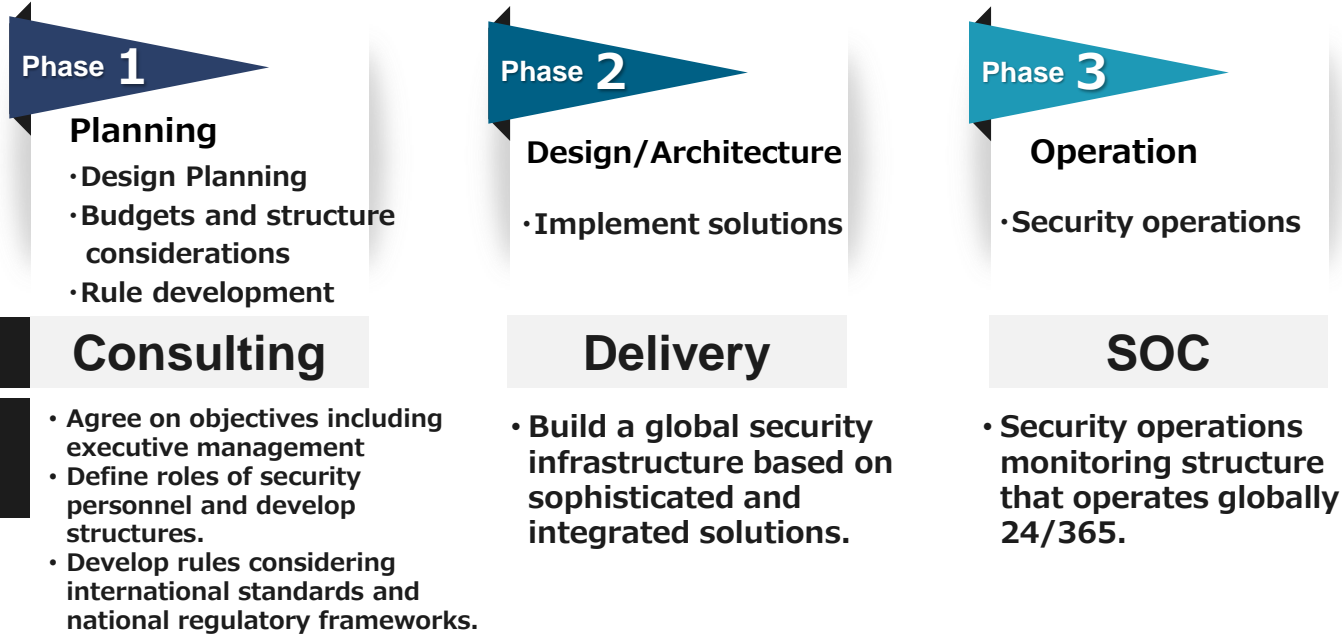 Phase 1
Planning
・Design Planning
・Budgets and structure
considerations
・Rule development
Consulting
・Agree on objectives including
executive management
・Define roles of security
personnel and develop
structures.
・Develop rules considering
international standards and
national regulatory frameworks.
Phase 2
Design/Architecture
・Implement solutions
Delivery
・Build a global security
infrastructure based on
sophisticated and
integrated solutions.
Phase 3
Operation
・Security operations
SOC
・Security operations
monitoring structure
that operates globally
24/365.